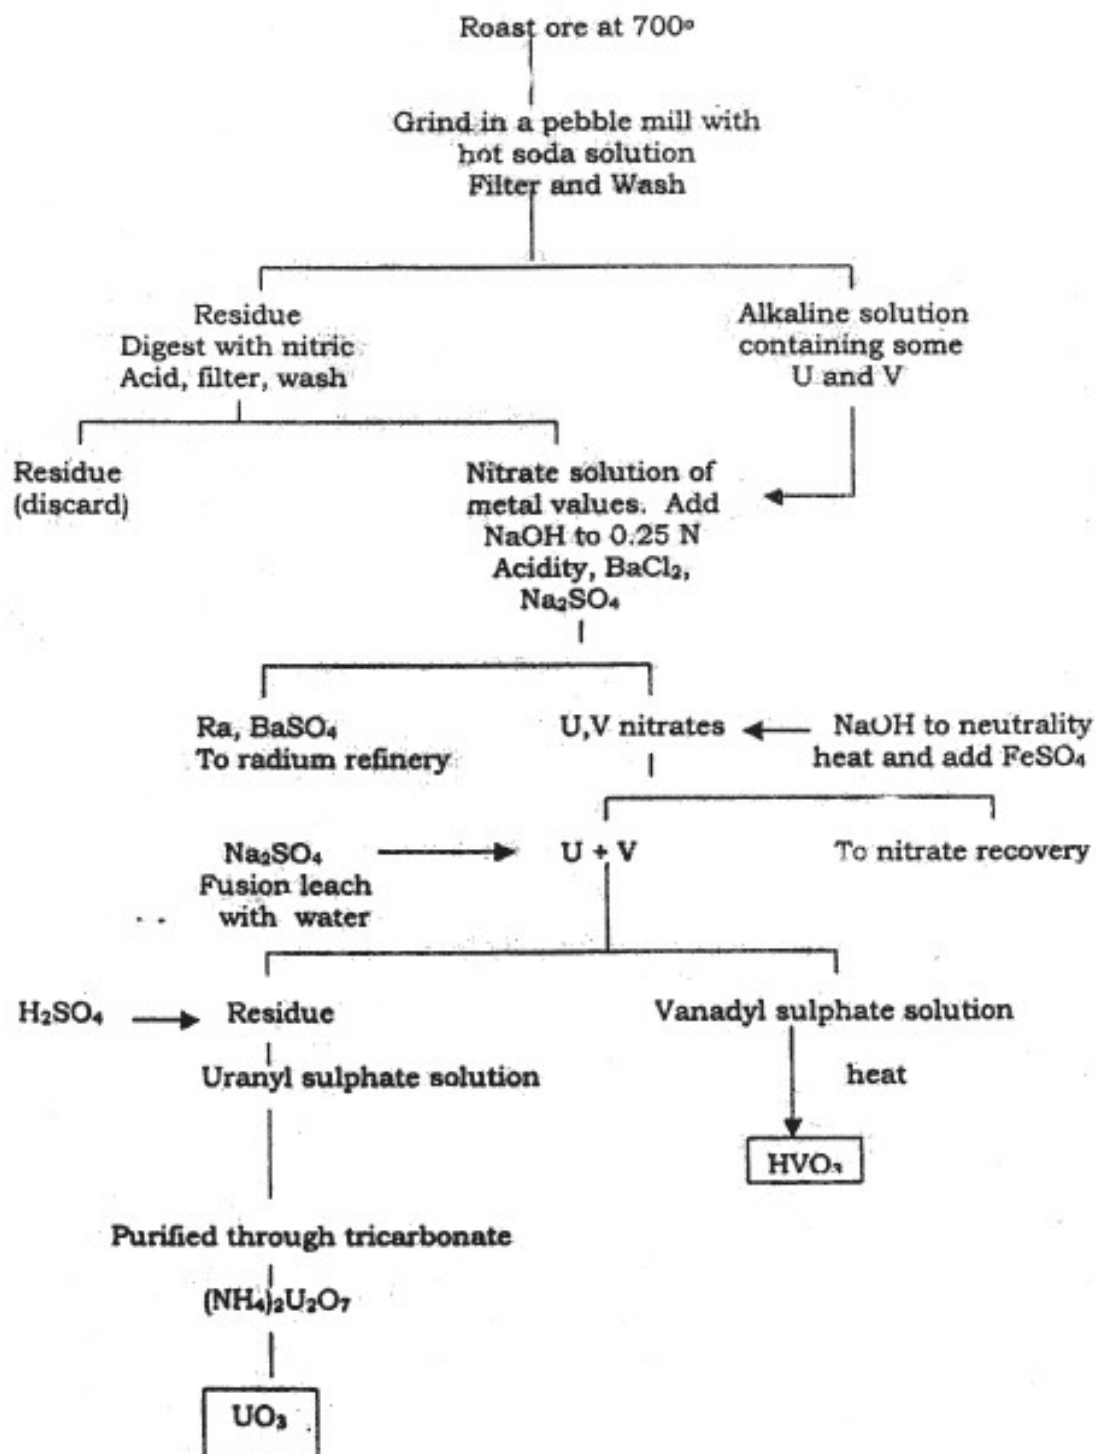 Roast ore at 700°
Grind in a pebble mill with
hot soda solution
Filter and Wash
Residue
Digest with nitric
Acid, filter, wash
Alkaline solution
containing some
U and V
Residue
(discard)
Nitrate solution of
metal values. Add
NaOH to 0.25 N
Acidity, BaCl₂,
Na₂SO₄
Ra, BaSO₄
To radium refinery
U,V nitrates
NaOH to neutrality
heat and add FeSO₄
Na₂SO₄
Fusion leach
with water
U + V
To nitrate recovery
H₂SO₄
Residue
Vanadyl sulphate solution
Uranyl sulphate solution
heat
HVO₃
Purified through tricarbonate
(NH₄)₂U₂O₇
UO₃